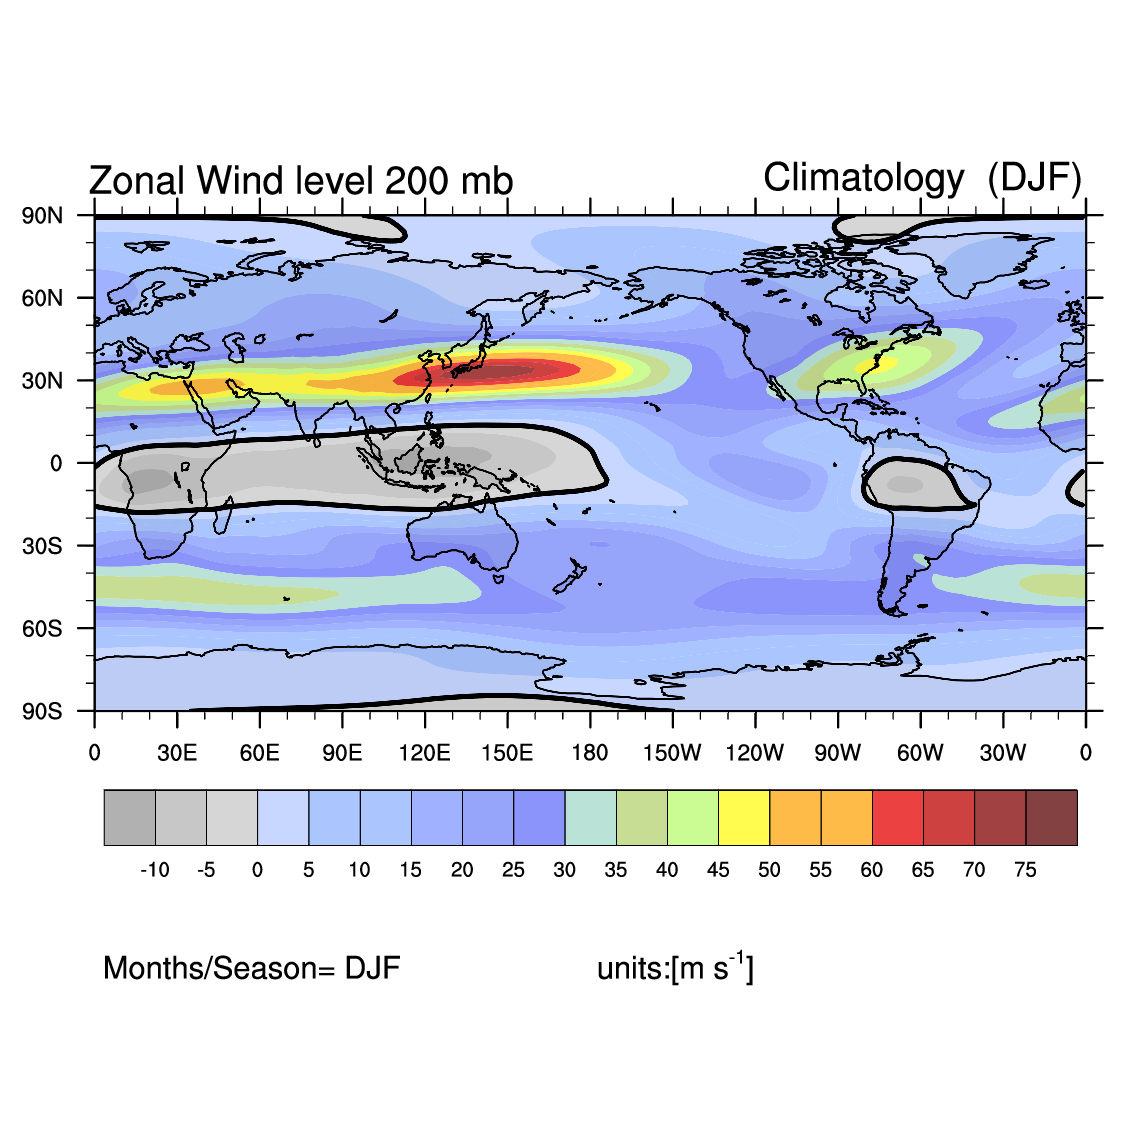 Zonal Wind level 200 mb
Climatology (DJF)
90N
60N
30N
0
30S
60S
90S
0 30E 60E 90E 120E 150E 180 150W 120W 90W 60W 30W 0
-10 -5 0 5 10 15 20 25 30 35 40 45 50 55 60 65 70 75
Months/Season= DJF
units:[m s-1]